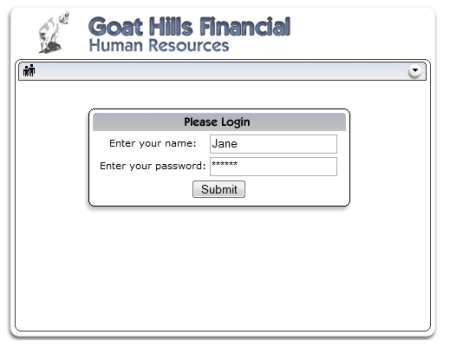 Goat Hills Financial
Human Resources
Please Login
Enter your name: Jane
Enter your password: ******
Submit